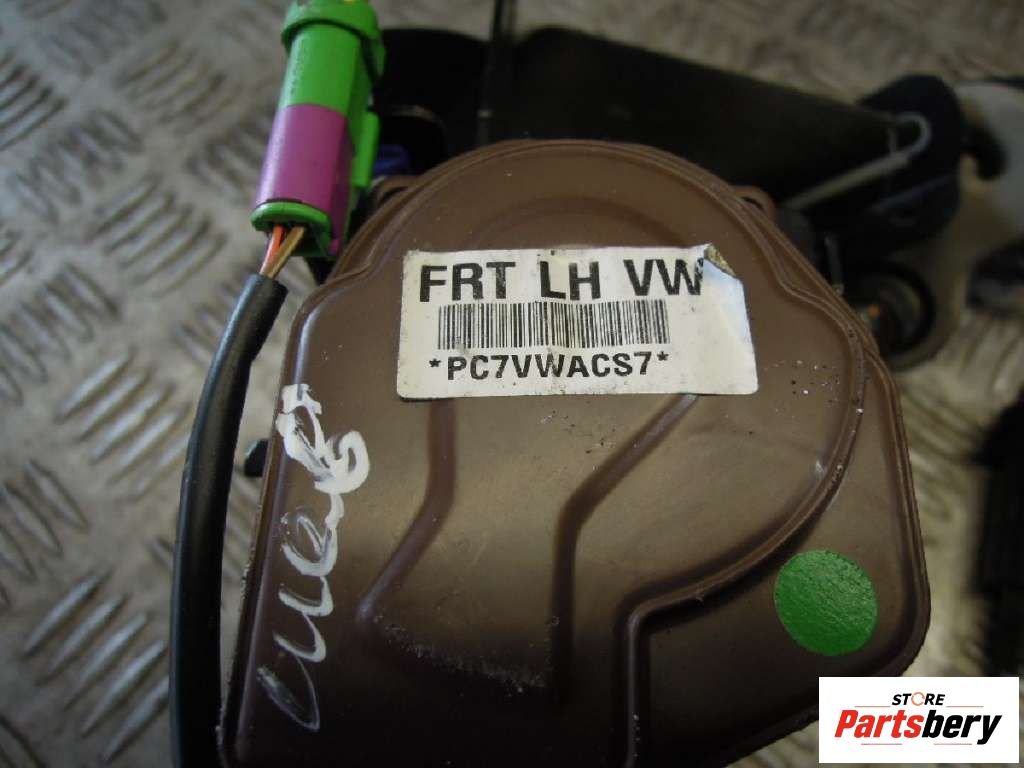 FRT LH VW
*PC7VWACS7*
STORE
Partsbery